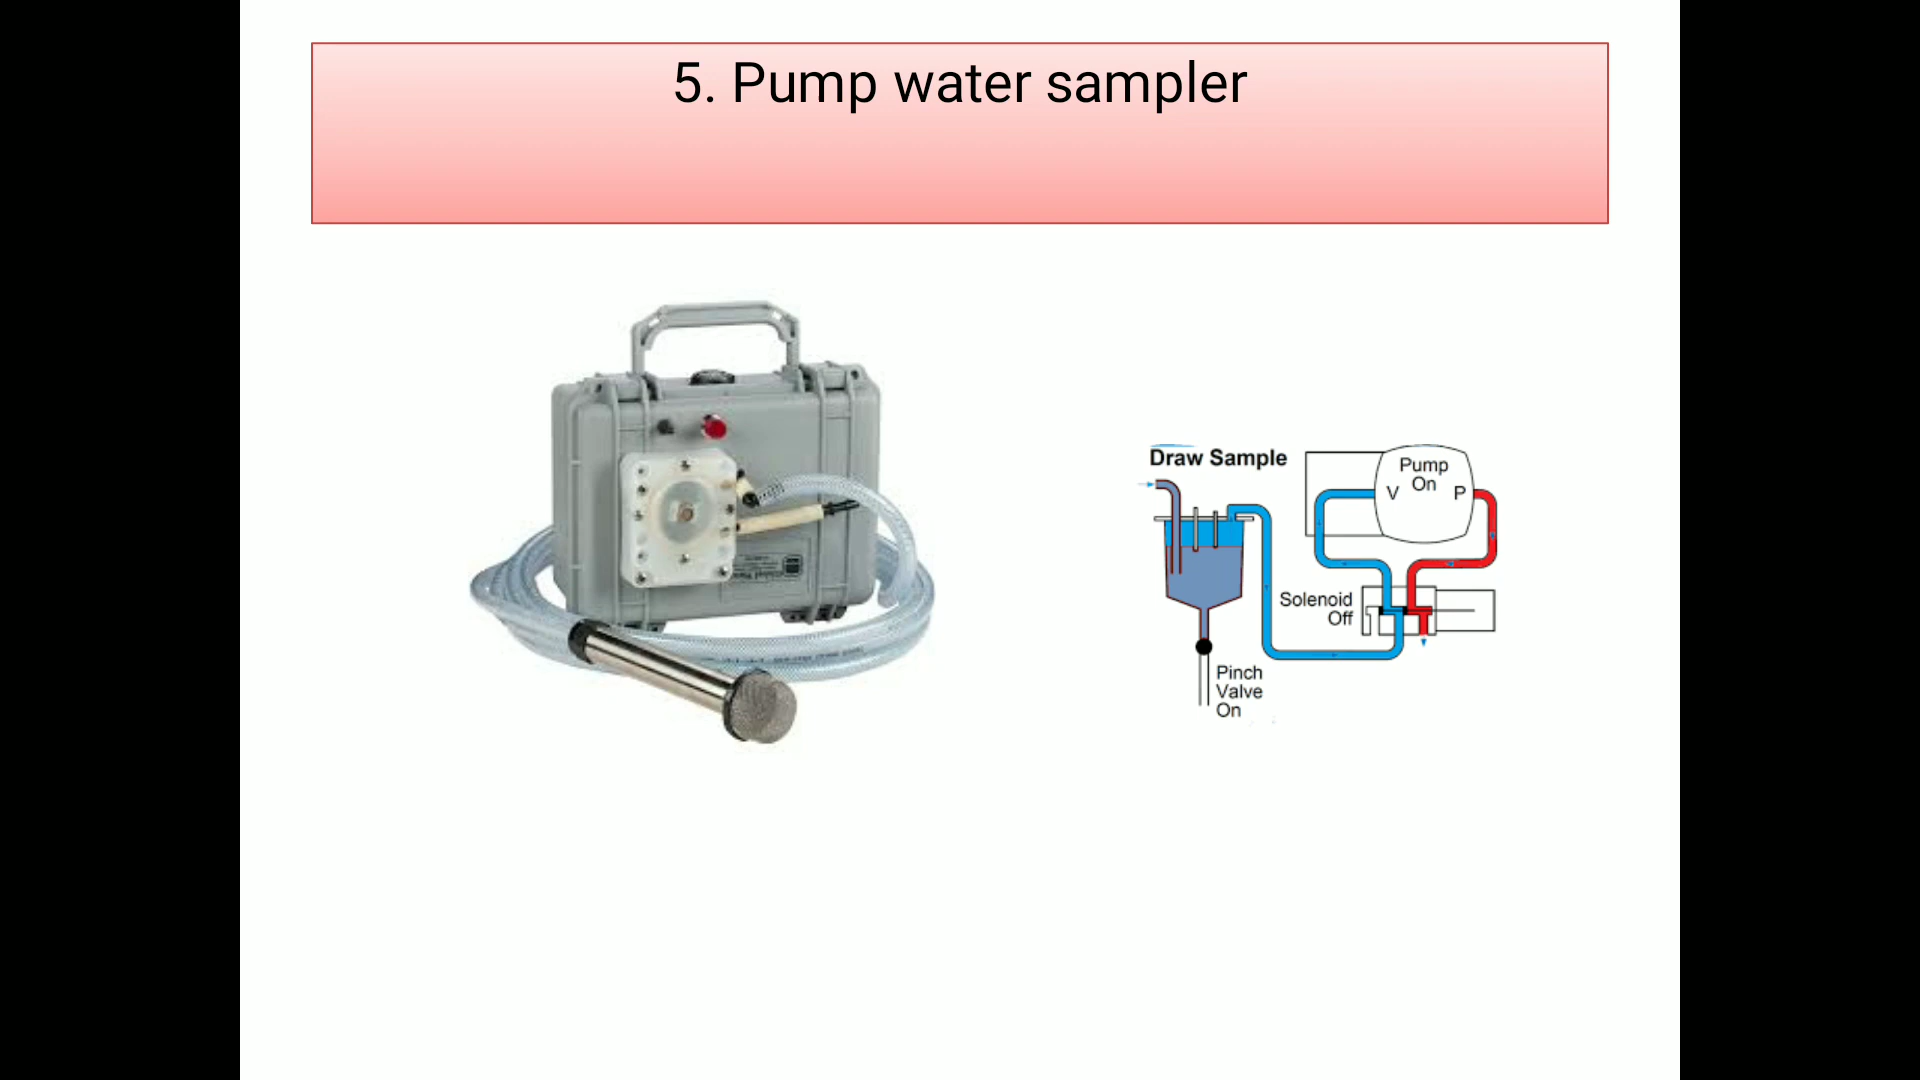 5. Pump water sampler
Draw Sample
Pump
On
V
P
Solenoid
Off
Pinch
Valve
On